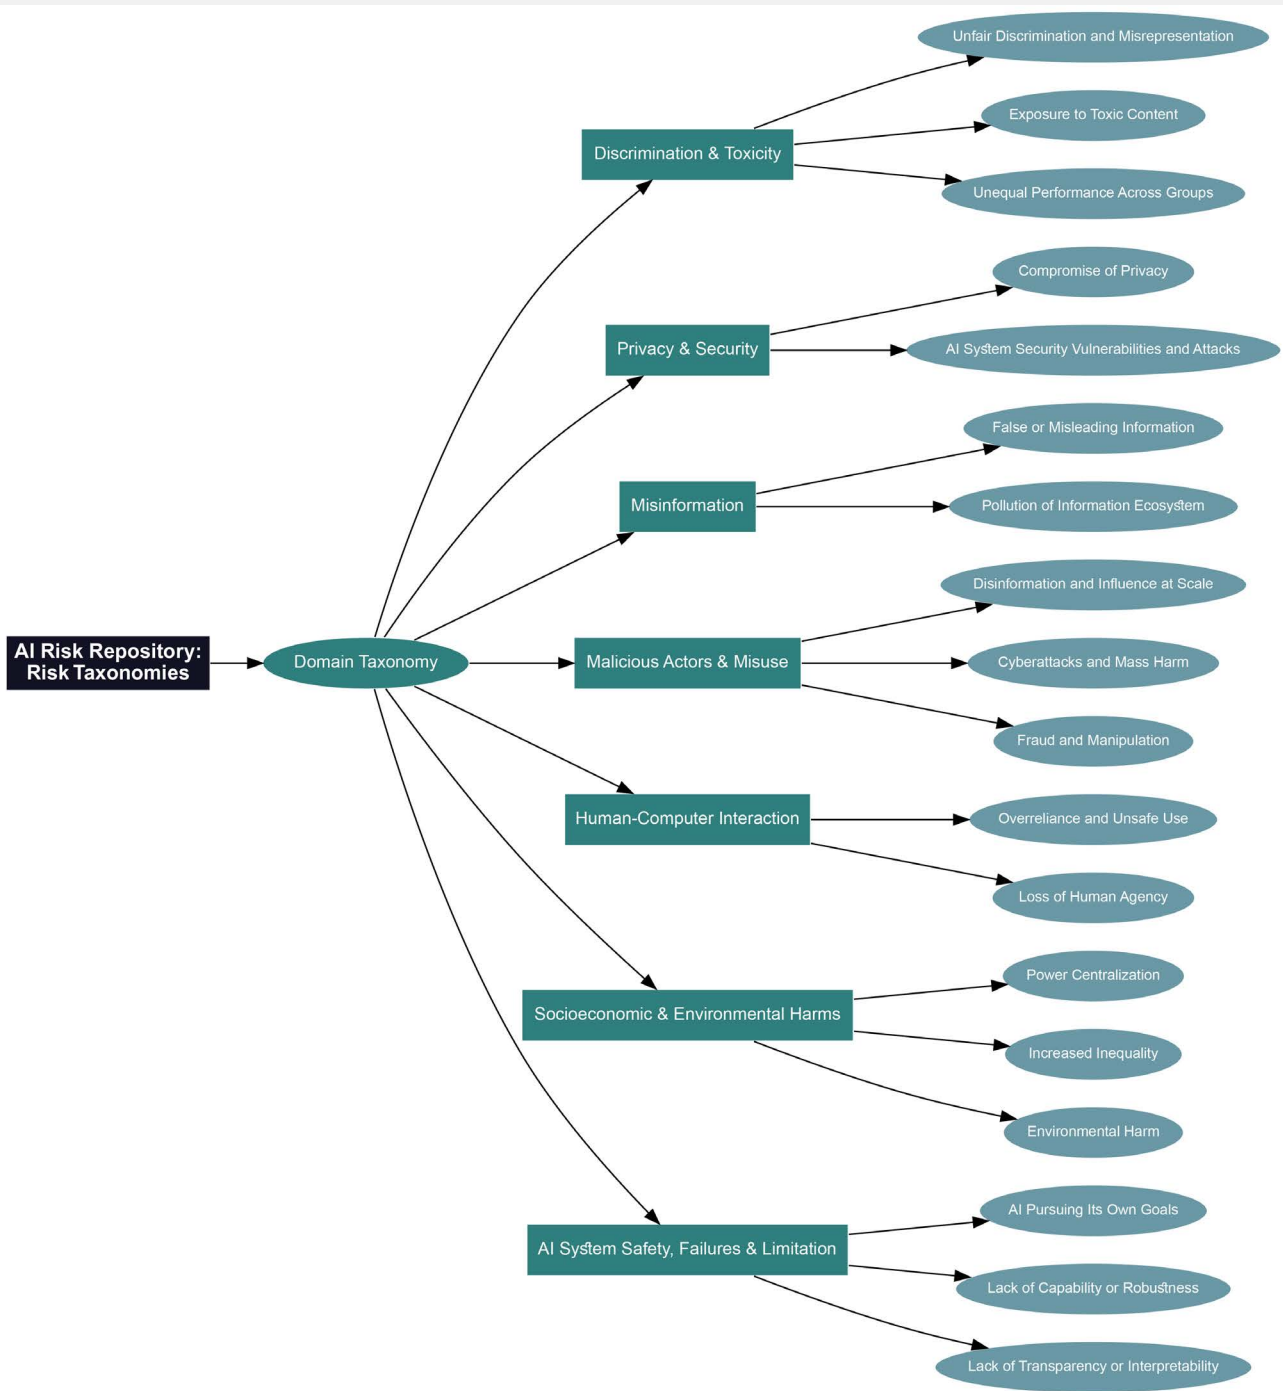 AI Risk Repository:
Risk Taxonomies
Domain Taxonomy
Discrimination & Toxicity
Unfair Discrimination and Misrepresentation
Exposure to Toxic Content
Unequal Performance Across Groups
Privacy & Security
Compromise of Privacy
AI System Security Vulnerabilities and Attacks
Misinformation
False or Misleading Information
Pollution of Information Ecosystem
Malicious Actors & Misuse
Disinformation and Influence at Scale
Cyberattacks and Mass Harm
Fraud and Manipulation
Human-Computer Interaction
Overreliance and Unsafe Use
Loss of Human Agency
Socioeconomic & Environmental Harms
Power Centralization
Increased Inequality
Environmental Harm
AI System Safety, Failures & Limitation
AI Pursuing Its Own Goals
Lack of Capability or Robustness
Lack of Transparency or Interpretability